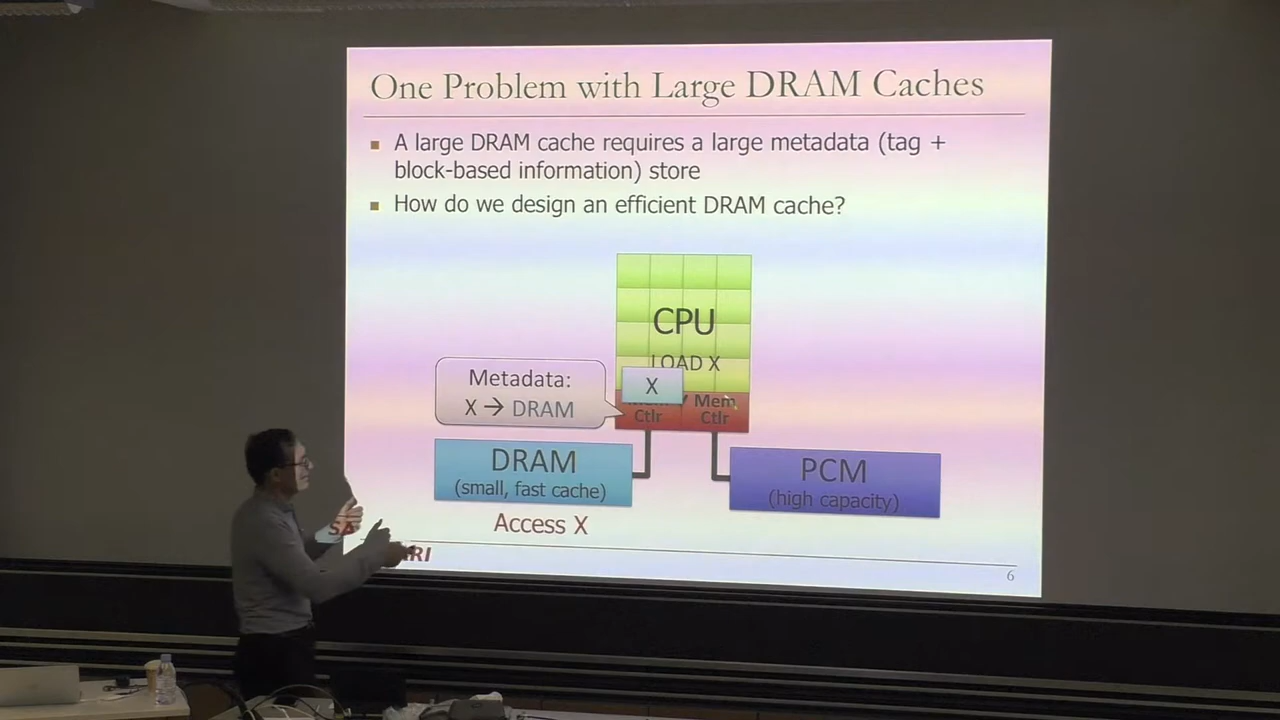 One Problem with Large DRAM Caches
A large DRAM cache requires a large metadata (tag +
block-based information) store
How do we design an efficient DRAM cache?
CPU
LOAD X
X
Metadata:
X → DRAM
Mem
Ctlr
Ctlr
DRAM
(small, fast cache)
PCM
(high capacity)
Access X
SA
ARI
6